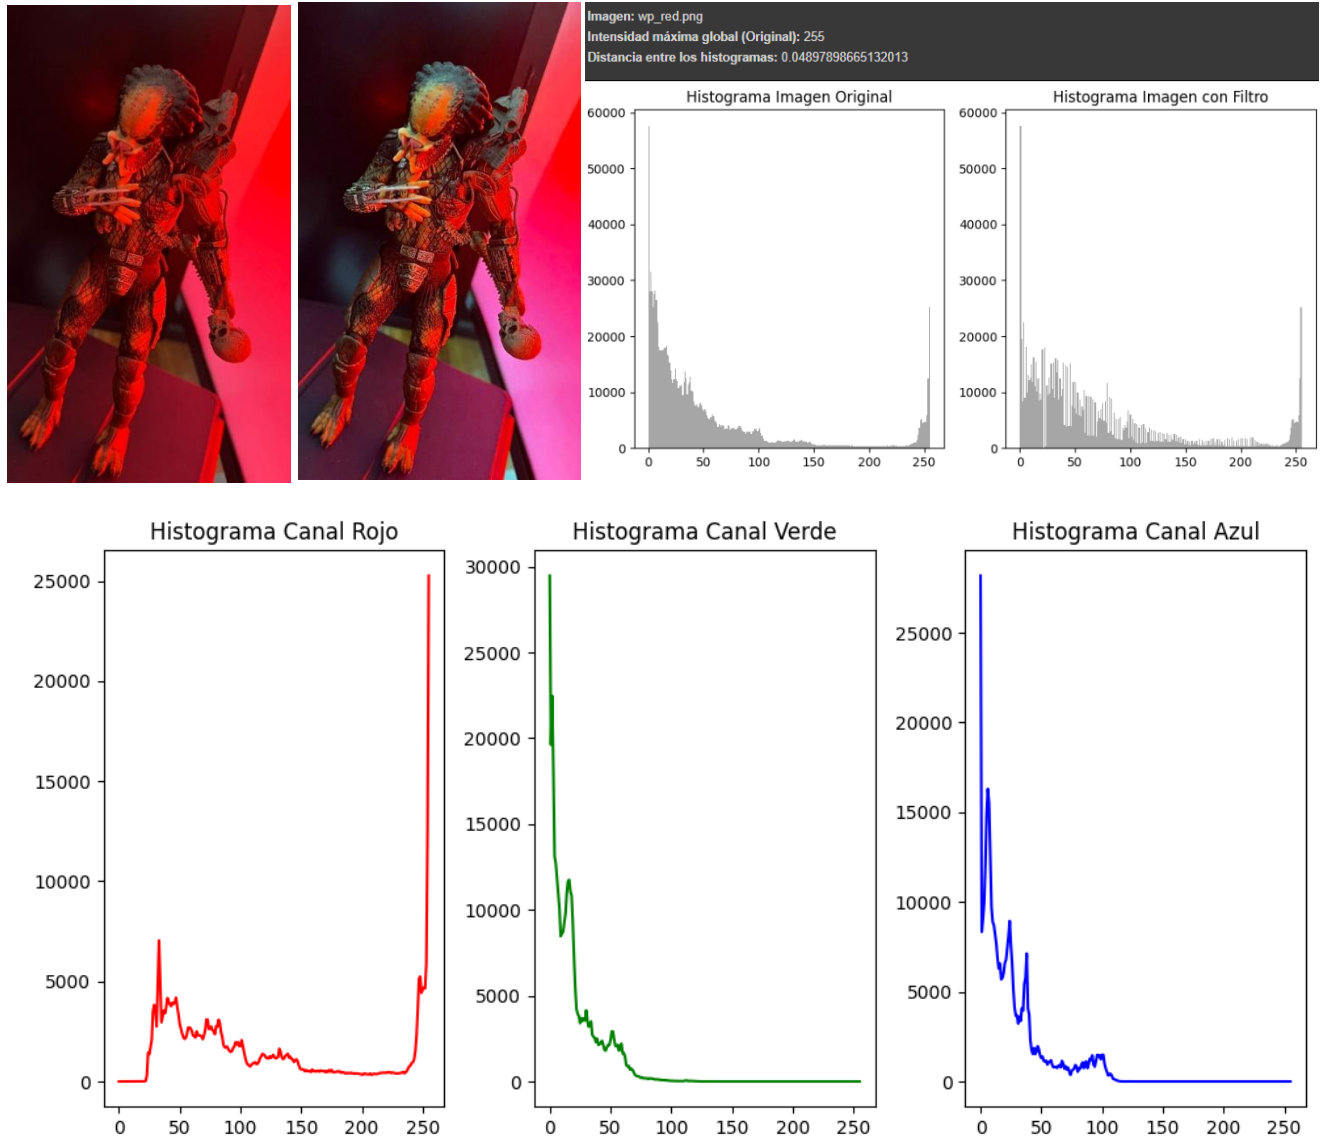 Imagen: wp_red.png
Intensidad máxima global (Original): 255
Distancia entre los histogramas: 0.04897898665132013
Histograma Imagen Original
60000
50000
40000
30000
20000
10000
0
0 50 100 150 200 250
Histograma Imagen con Filtro
60000
50000
40000
30000
20000
10000
0
0 50 100 150 200 250
Histograma Canal Rojo
25000
20000
15000
10000
5000
0
0 50 100 150 200 250
Histograma Canal Verde
30000
25000
20000
15000
10000
5000
0
0 50 100 150 200 250
Histograma Canal Azul
25000
20000
15000
10000
5000
0
0 50 100 150 200 250